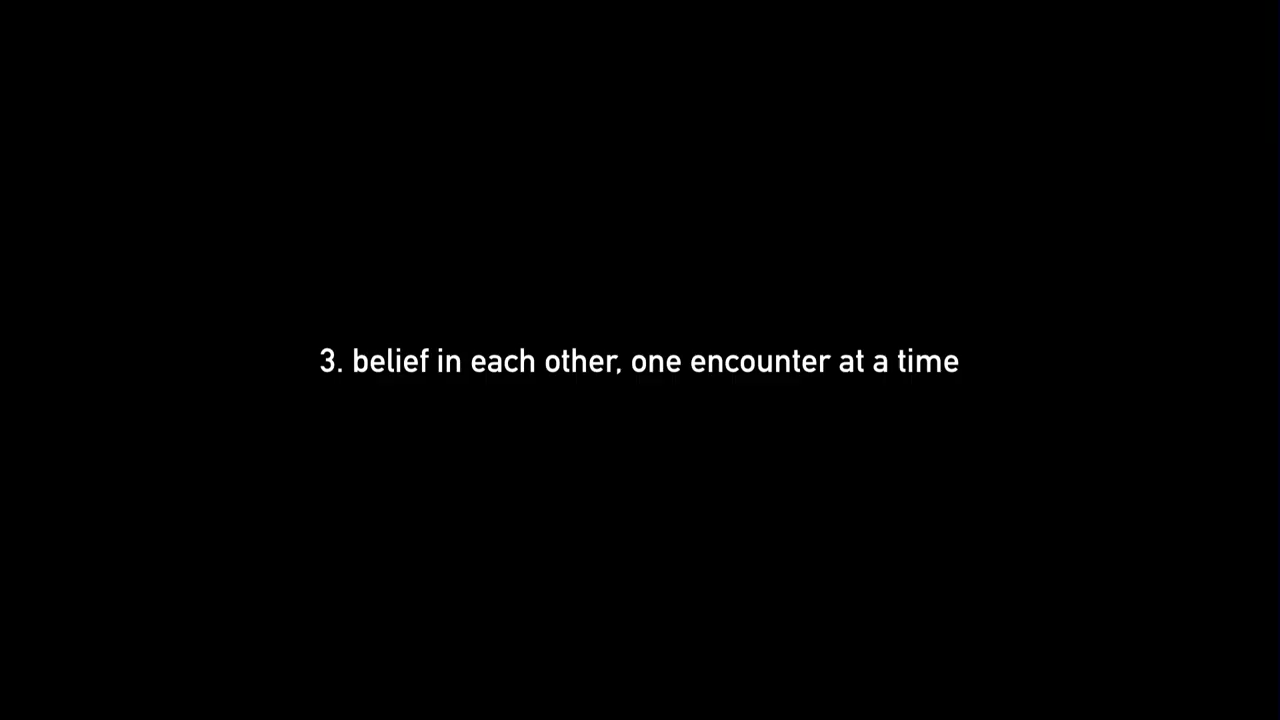 3. belief in each other, one encounter at a time